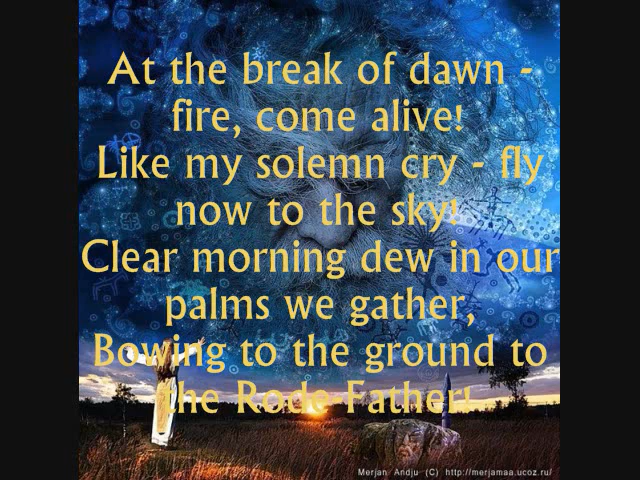 At the break of dawn -
fire, come alive!
Like my solemn cry - fly
now to the sky!
Clear morning dew in our
palms we gather,
Bowing to the ground to
the Rode-Father!
Merjan Andju (C) http://merjamaa.ucoz.ru/